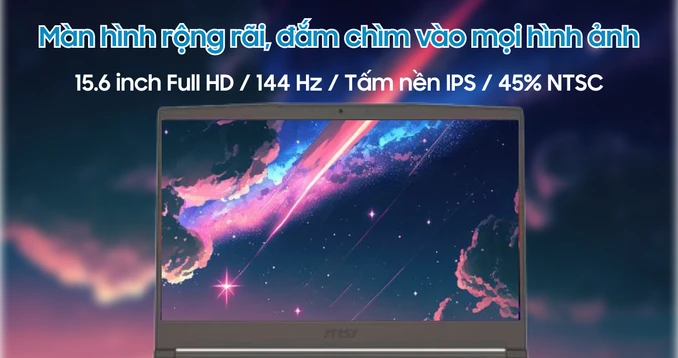 Màn hình rộng rãi, đắm chìm vào mọi hình ảnh
15.6 inch Full HD / 144 Hz / Tấm nền IPS / 45% NTSC
msi